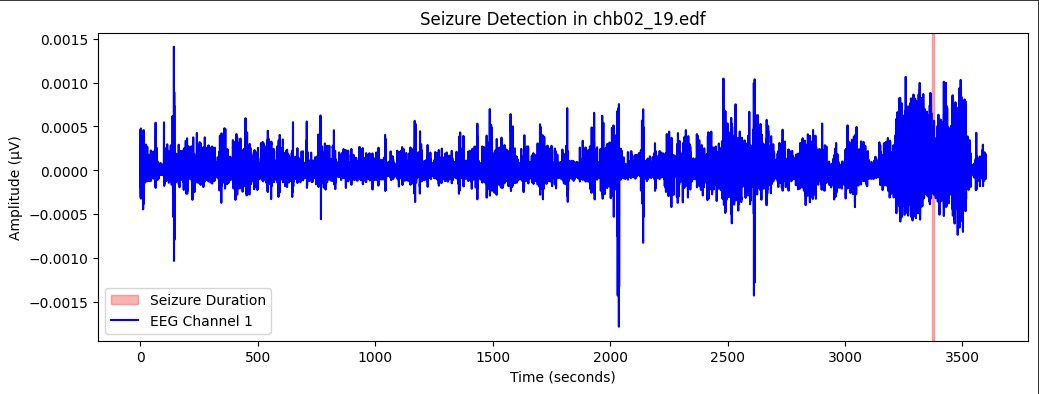 Seizure Detection in chb02_19.edf
0.0015
0.0010
0.0005
0.0000
−0.0005
−0.0010
−0.0015
Amplitude (µV)
Seizure Duration
EEG Channel 1
0 500 1000 1500 2000 2500 3000 3500
Time (seconds)